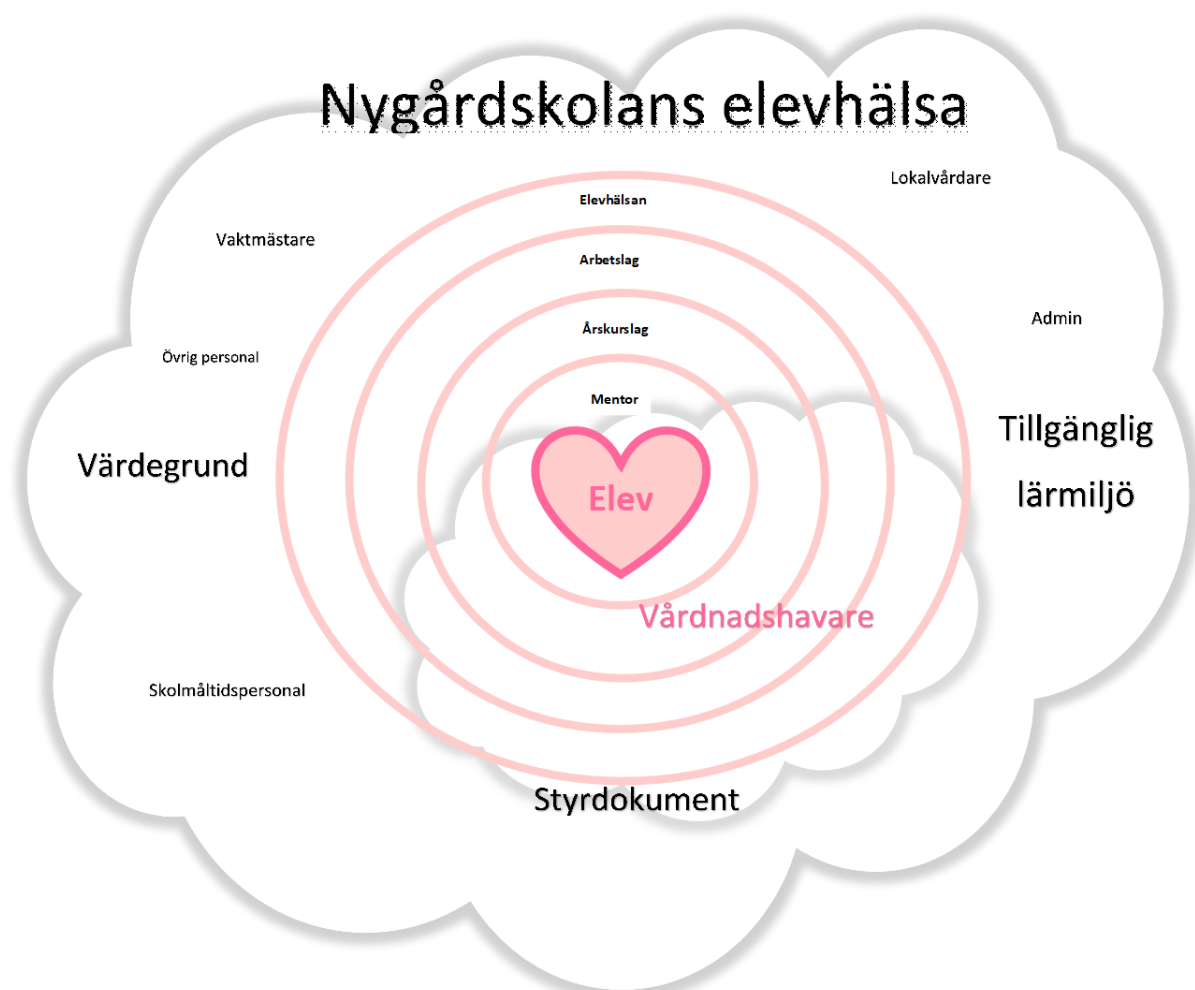 Nygårdskolans elevhälsa
Lokalvårdare
Elevhälsan
Vaktmästare
Arbetslag
Admin
Årskurslag
Övrig personal
Mentor
Tillgänglig
lärmiljö
Värdegrund
Elev
Vårdnadshavare
Skolmåltidspersonal
Styrdokument